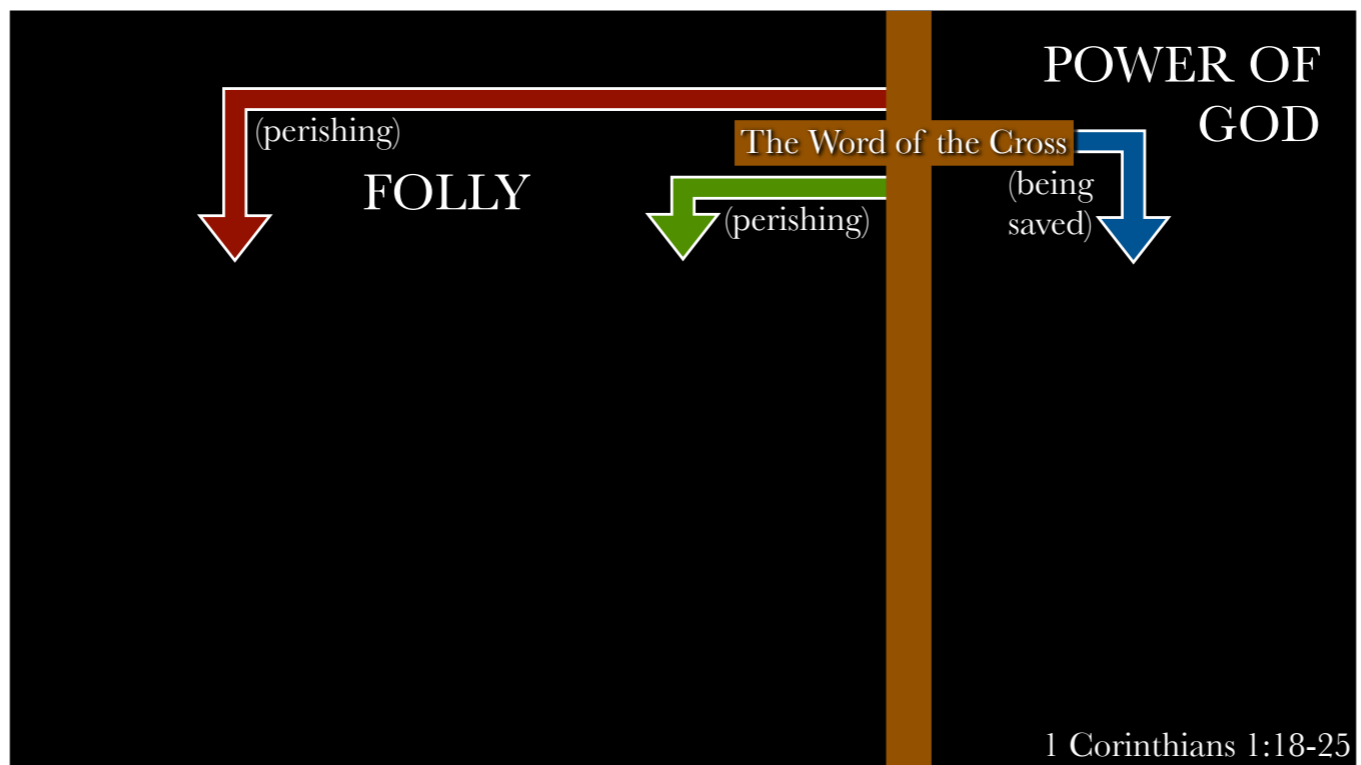 POWER OF
GOD
(perishing)
The Word of the Cross
FOLLY
(being
saved)
(perishing)
1 Corinthians 1:18-25